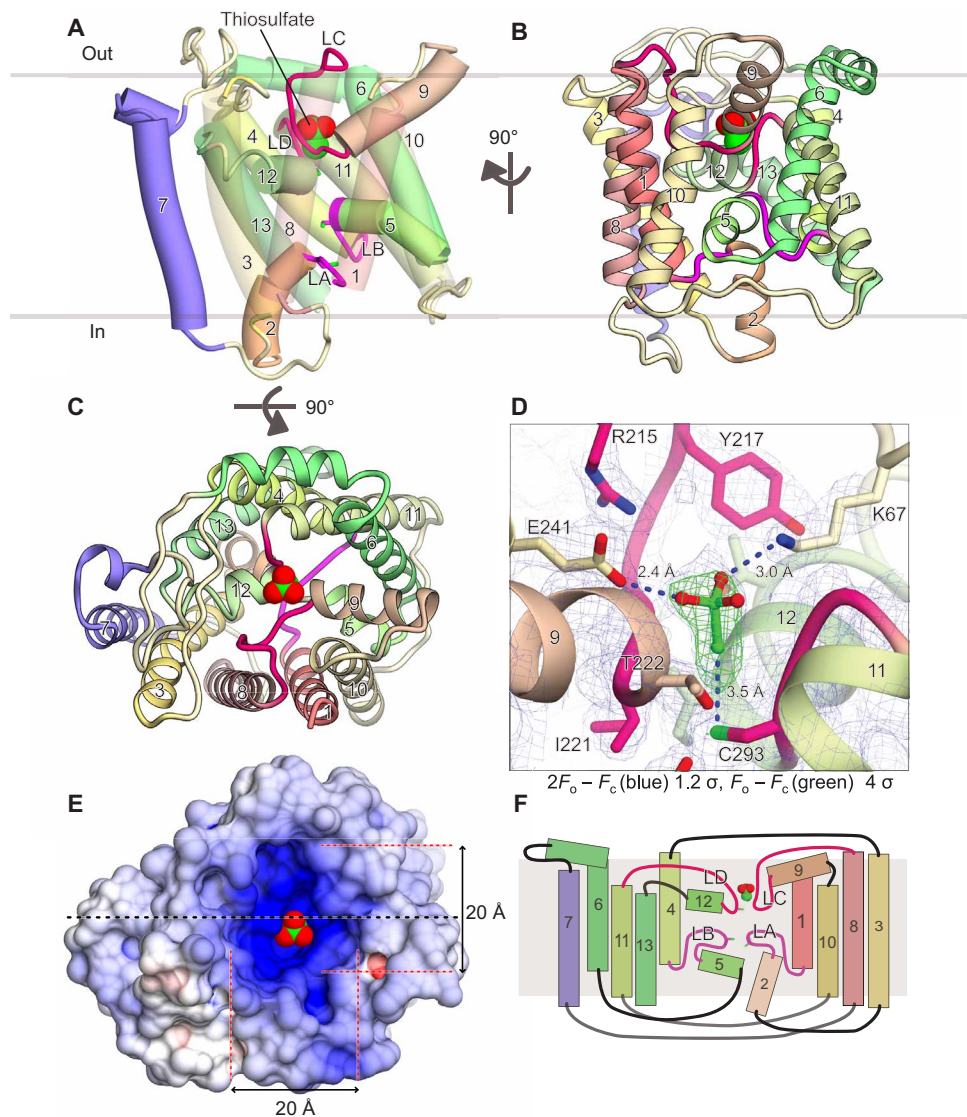 A
Thiosulfate
LC
Out
6
9
4
LD
10
12
11
7
13
8
5
3
LB
LA
1
2
In
90°
B
9
3
6
4
1
12
13
10
5
11
8
2
C
90°
4
11
13
6
12
9
7
5
3
8
10
1
D
R215
Y217
K67
E241
2.4 Å
3.0 Å
9
12
T222
11
3.5 Å
I221
C293
2Fo – Fc (blue) 1.2 σ, Fo – Fc (green) 4 σ
E
20 Å
20 Å
F
LD
9
12
LC
7
6
4
1
8
3
11
13
LB
LA
10
5
2